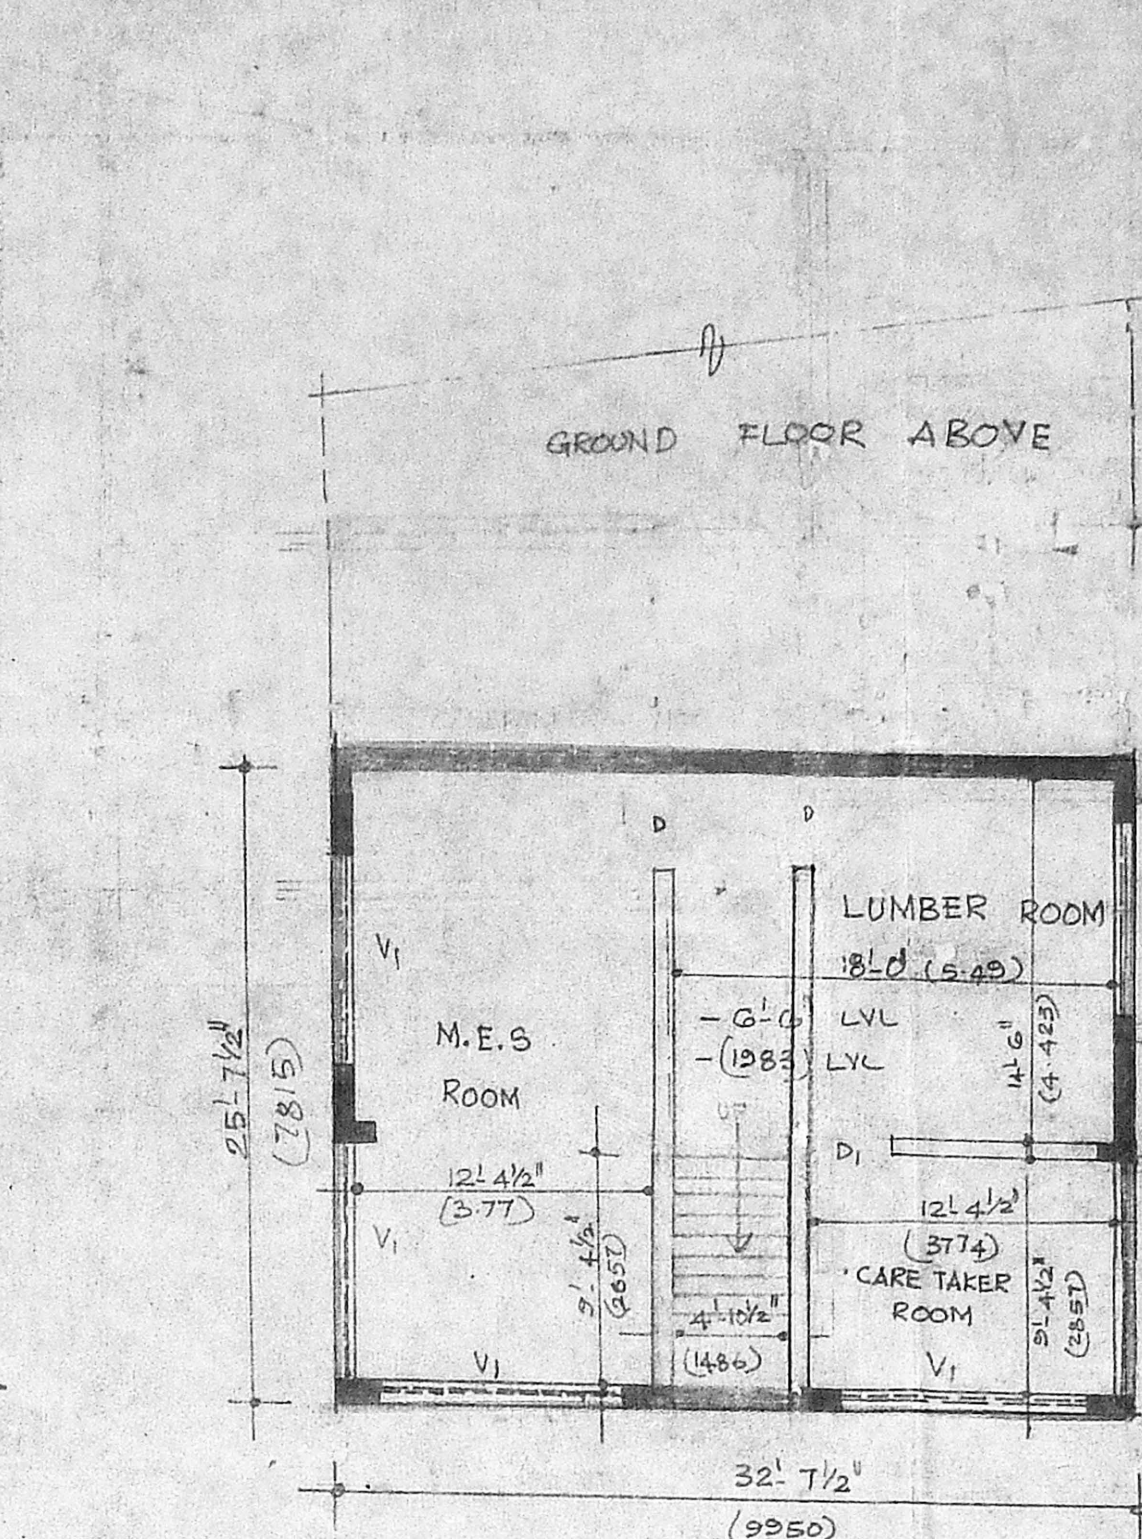 GROUND FLOOR ABOVE
D
D
LUMBER ROOM
V1
18'-0" (5.49)
- 6'-6" LVL
- (1983) LVL
M.E.S
ROOM
14'-6"
(4.423)
25'-7½"
(7815)
UP
D1
12'-4½"
(3.77)
12'-4½"
(3774)
V1
9'-4½"
(2857)
CARE TAKER
ROOM
9'-4½"
(2857)
4'-10½"
(1486)
V1
V1
32'-7½"
(9950)